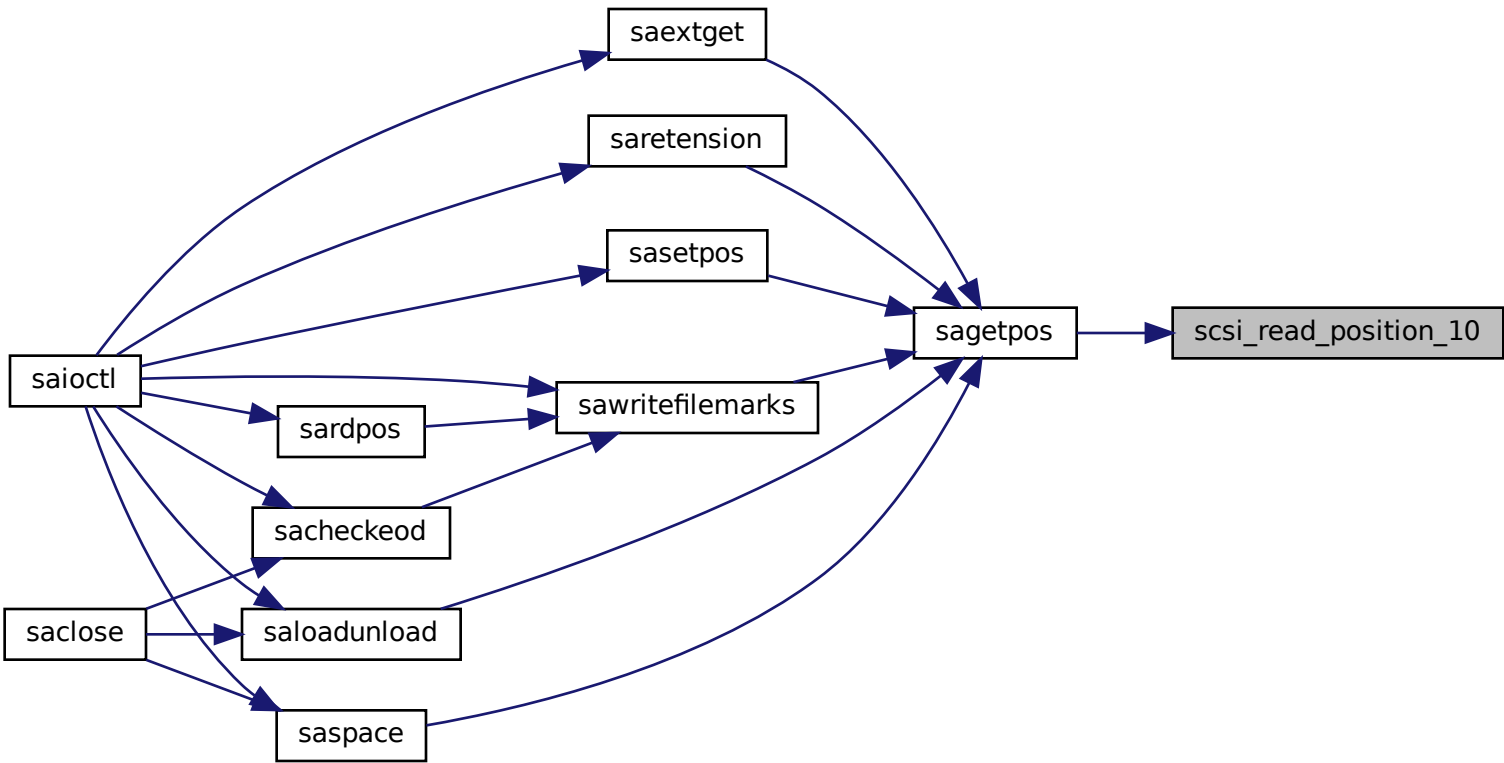 saextget
saretension
sasetpos
sagetpos
scsi_read_position_10
saioctl
sawritefilemarks
sardpos
sacheckeod
saclose
saloadunload
saspace